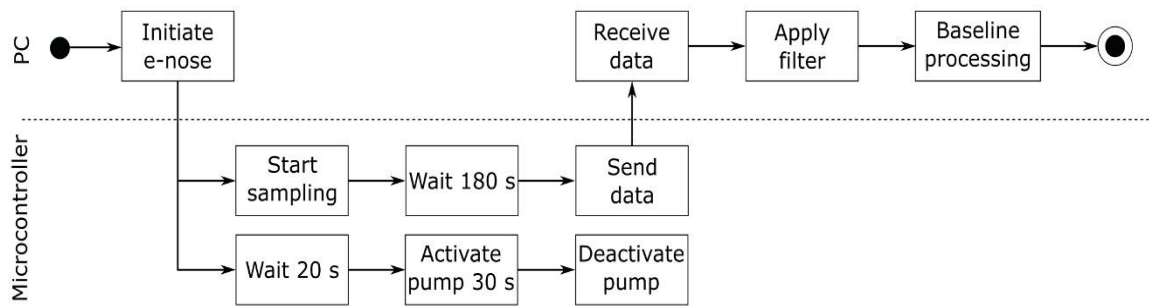 PC
Initiate
e-nose
Receive
data
Apply
filter
Baseline
processing
Microcontroller
Start
sampling
Wait 180 s
Send
data
Wait 20 s
Activate
pump 30 s
Deactivate
pump